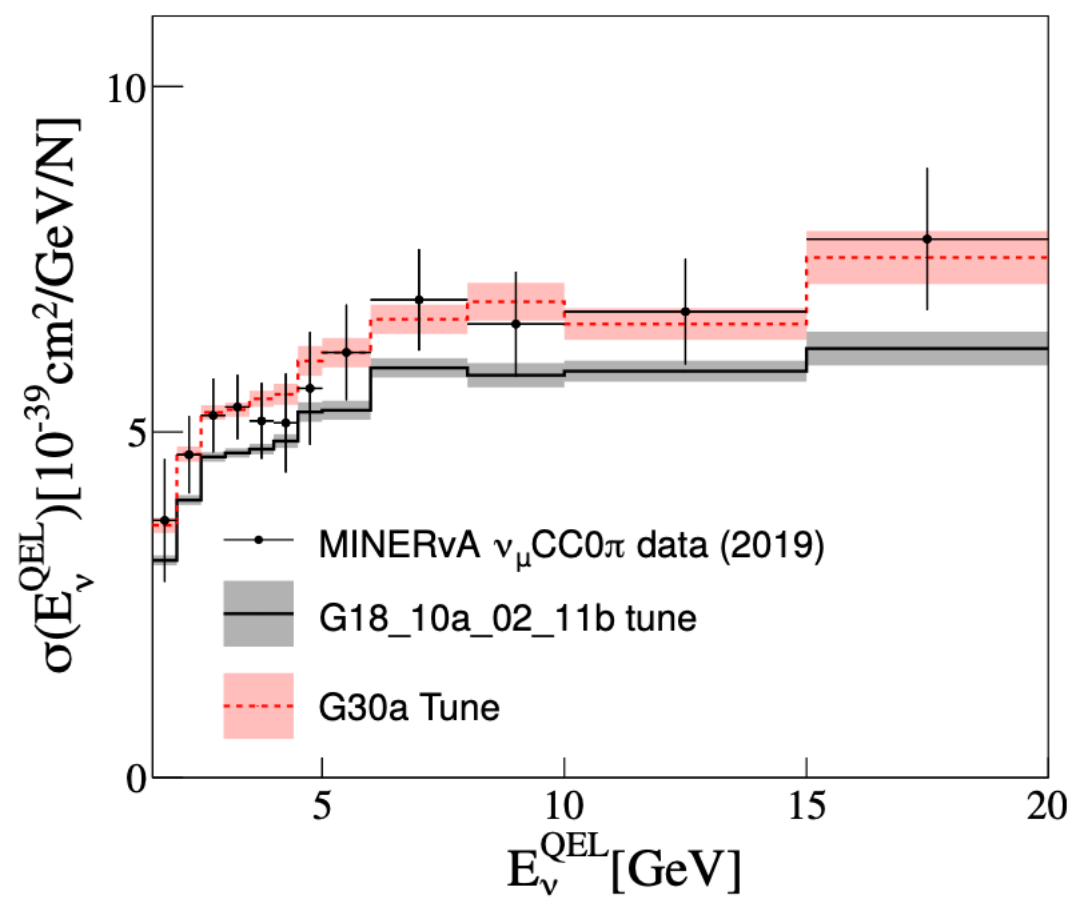 σ(E_ν^QEL)[10^-39cm^2/GeV/N]
10
5
0
MINERvA ν_μCC0π data (2019)
G18_10a_02_11b tune
G30a Tune
5 10 15 20
E_ν^QEL[GeV]